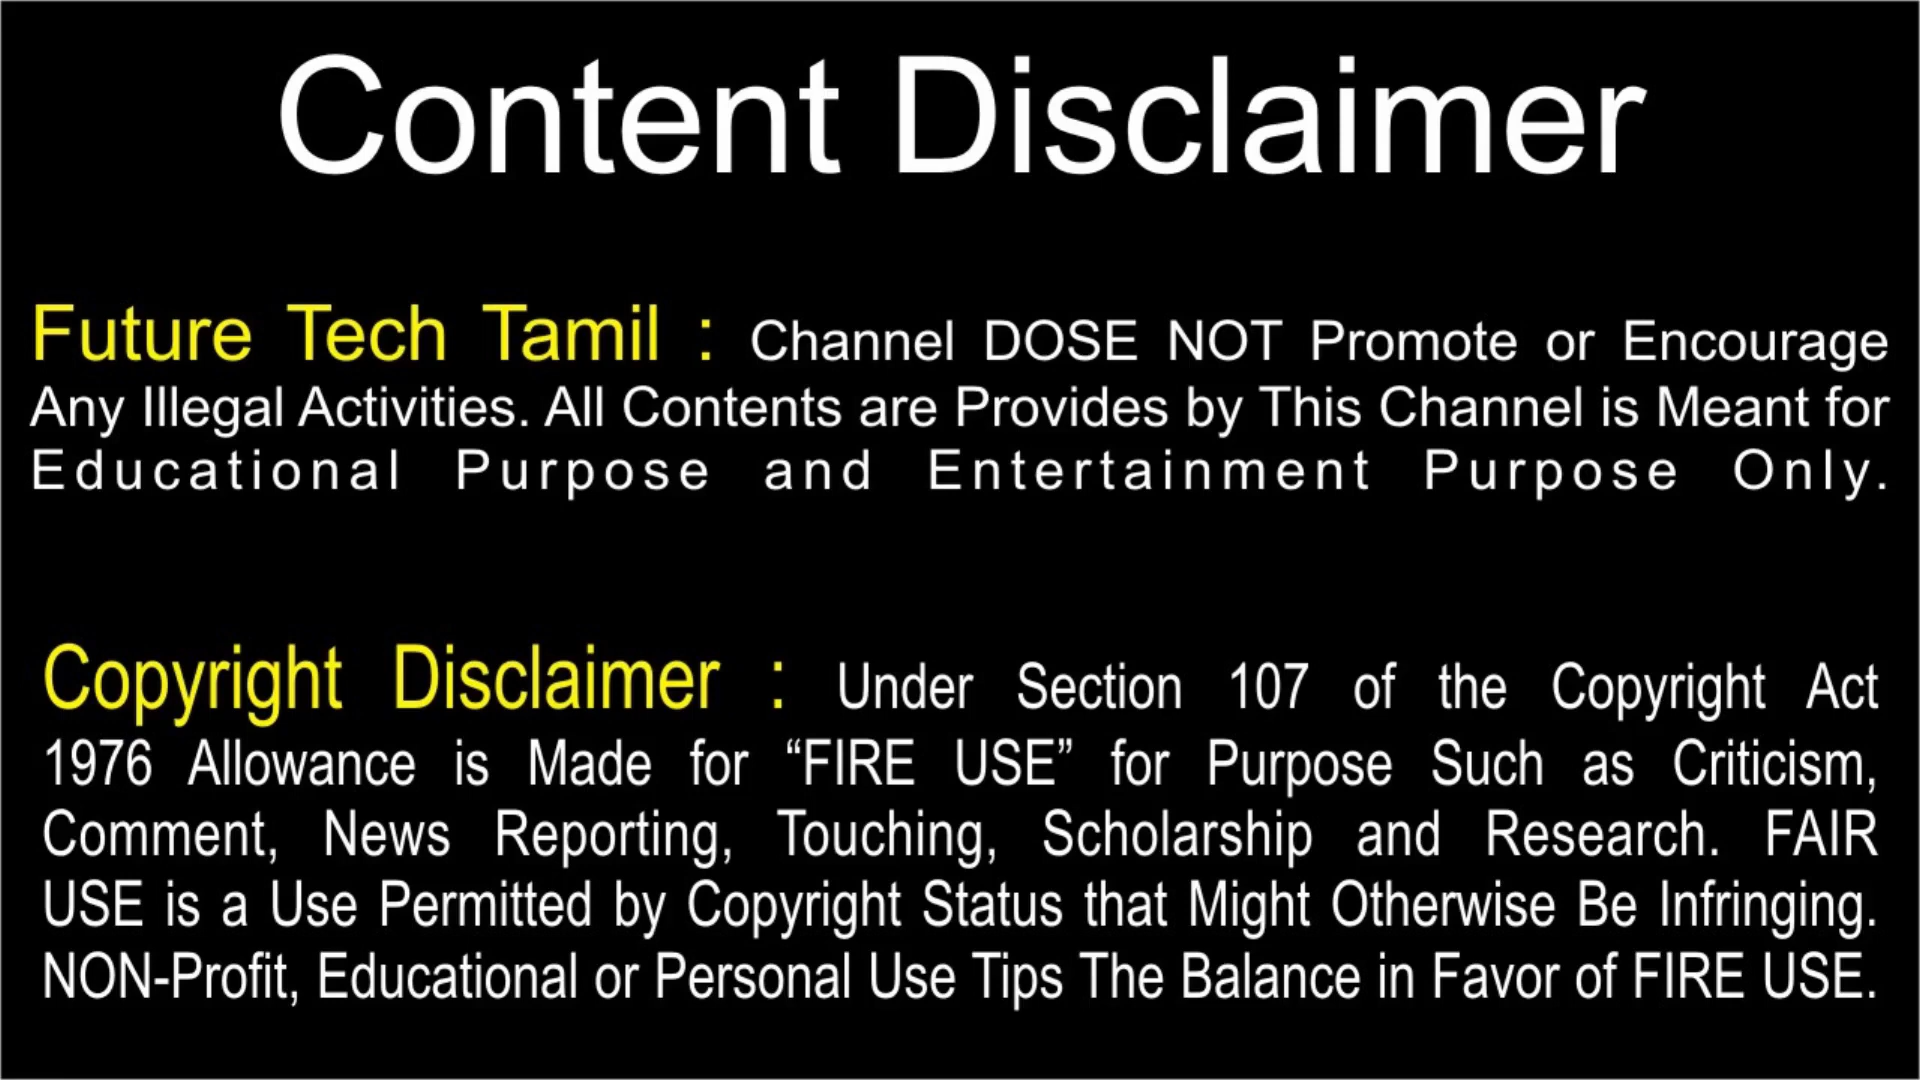 Content Disclaimer
Future Tech Tamil : Channel DOSE NOT Promote or Encourage
Any Illegal Activities. All Contents are Provides by This Channel is Meant for
Educational Purpose and Entertainment Purpose Only.
Copyright Disclaimer : Under Section 107 of the Copyright Act
1976 Allowance is Made for “FIRE USE” for Purpose Such as Criticism,
Comment, News Reporting, Touching, Scholarship and Research. FAIR
USE is a Use Permitted by Copyright Status that Might Otherwise Be Infringing.
NON-Profit, Educational or Personal Use Tips The Balance in Favor of FIRE USE.